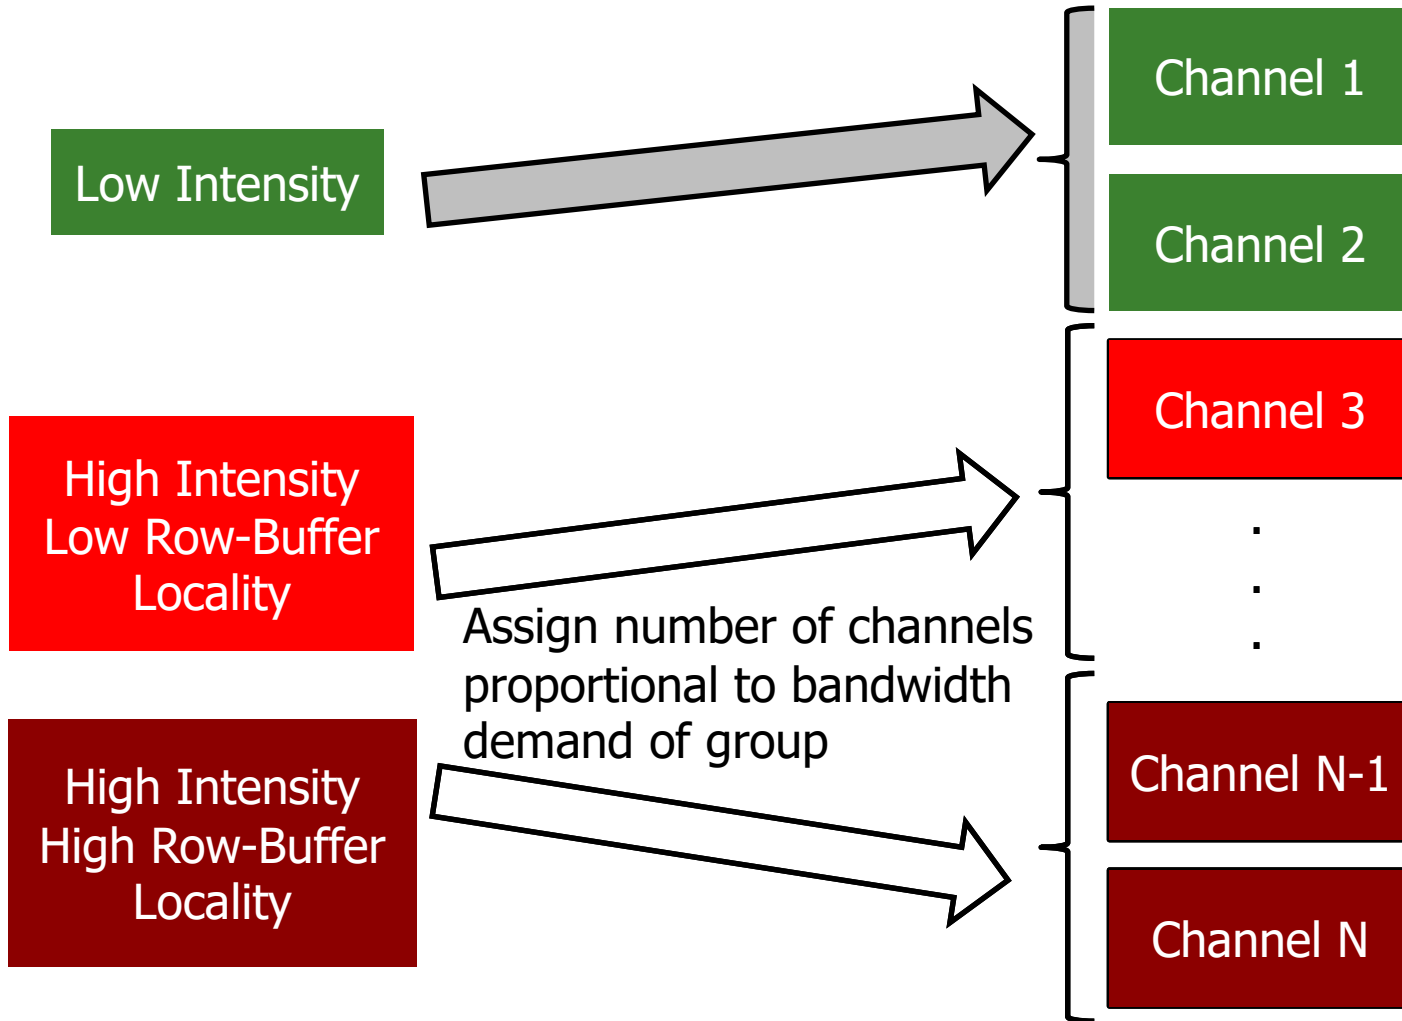 Low Intensity
High Intensity
Low Row-Buffer
Locality
High Intensity
High Row-Buffer
Locality
Assign number of channels
proportional to bandwidth
demand of group
Channel 1
Channel 2
Channel 3
.
.
.
Channel N-1
Channel N